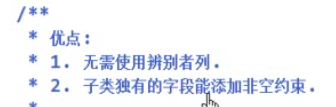 /**
* 优点:
* 1. 无需使用辨别者列.
* 2. 子类独有的字段能添加非空约束.
*